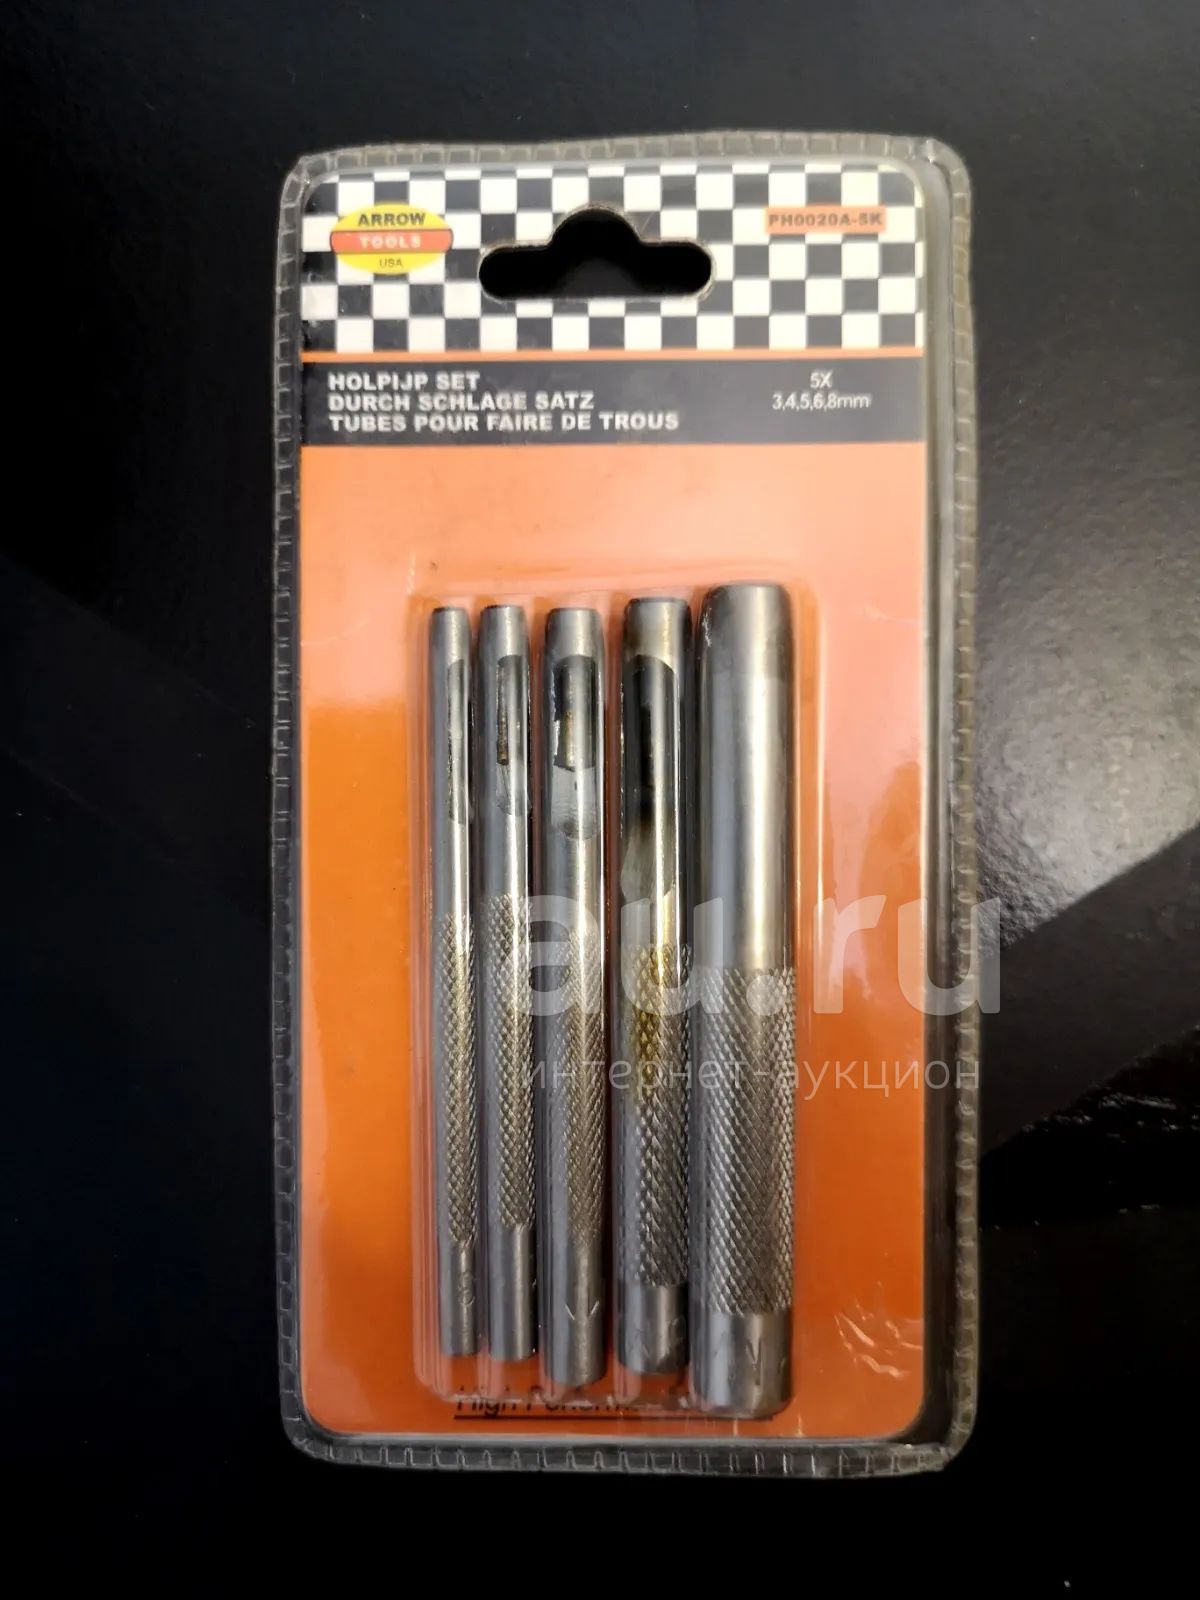 ARROW
TOOLS
USA
PH0020A-5K
HOLPIJP SET
DURCH SCHLAGE SATZ
TUBES POUR FAIRE DE TROUS
5X
3,4,5,6,8mm
au.ru
интернет-аукцион
High